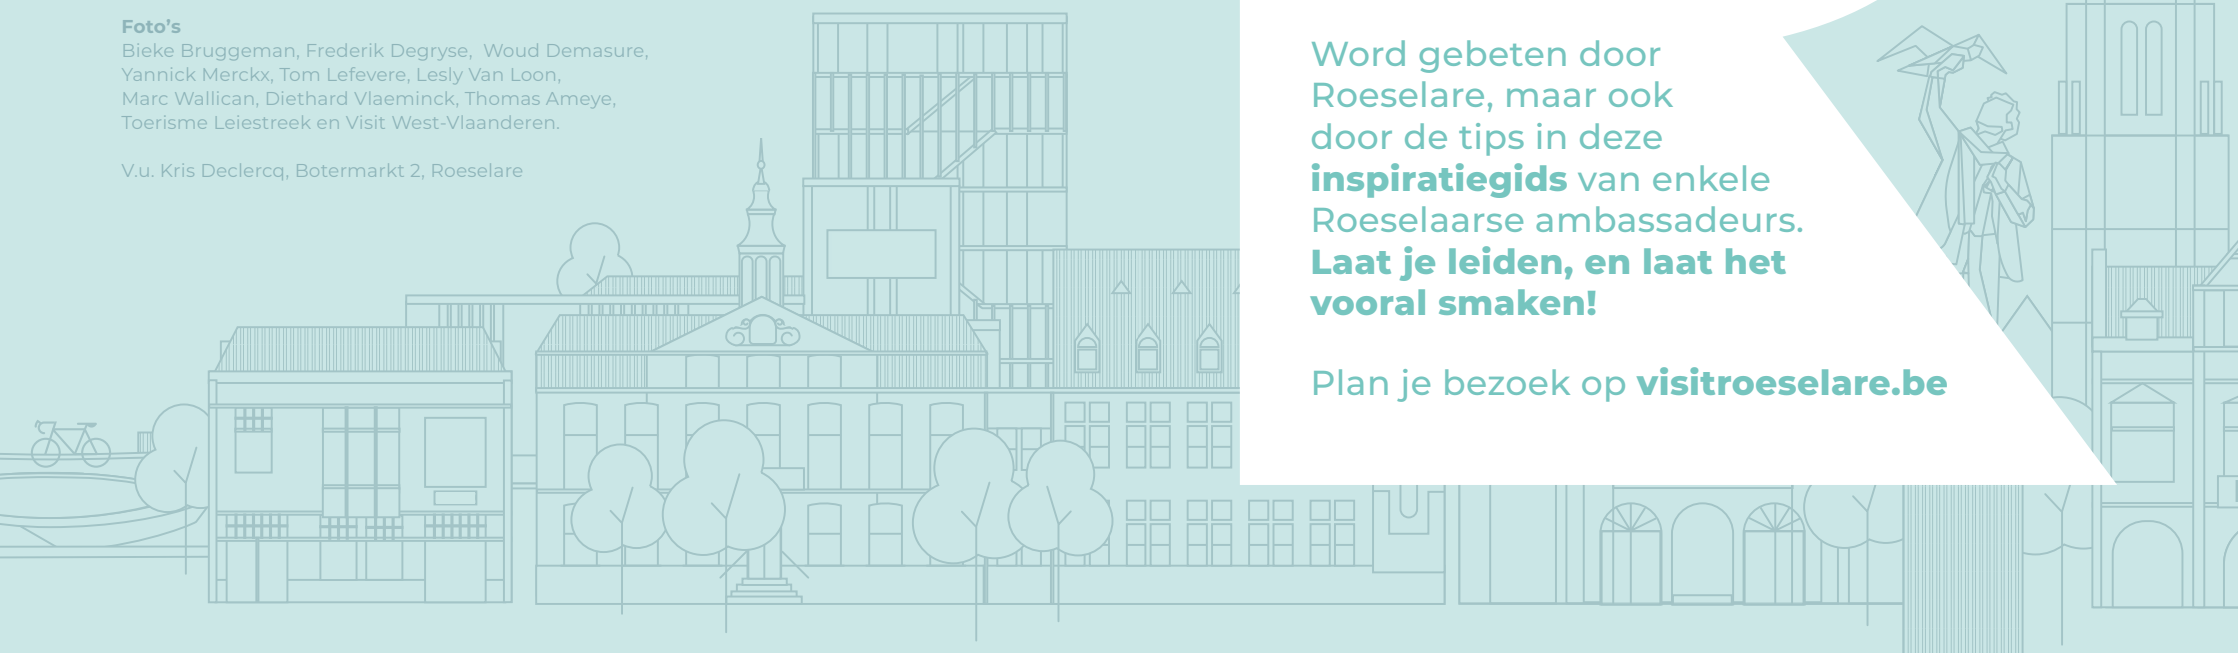 Foto’s
Bieke Bruggeman, Frederik Degryse, Woud Demasure,
Yannick Merckx, Tom Lefevere, Lesly Van Loon,
Marc Wallican, Diethard Vlaeminck, Thomas Ameye,
Toerisme Leiestreek en Visit West-Vlaanderen.
V.u. Kris Declercq, Botermarkt 2, Roeselare
Word gebeten door
Roeselare, maar ook
door de tips in deze
inspiratiegids van enkele
Roeselaarse ambassadeurs.
Laat je leiden, en laat het
vooral smaken!
Plan je bezoek op visitroeselare.be